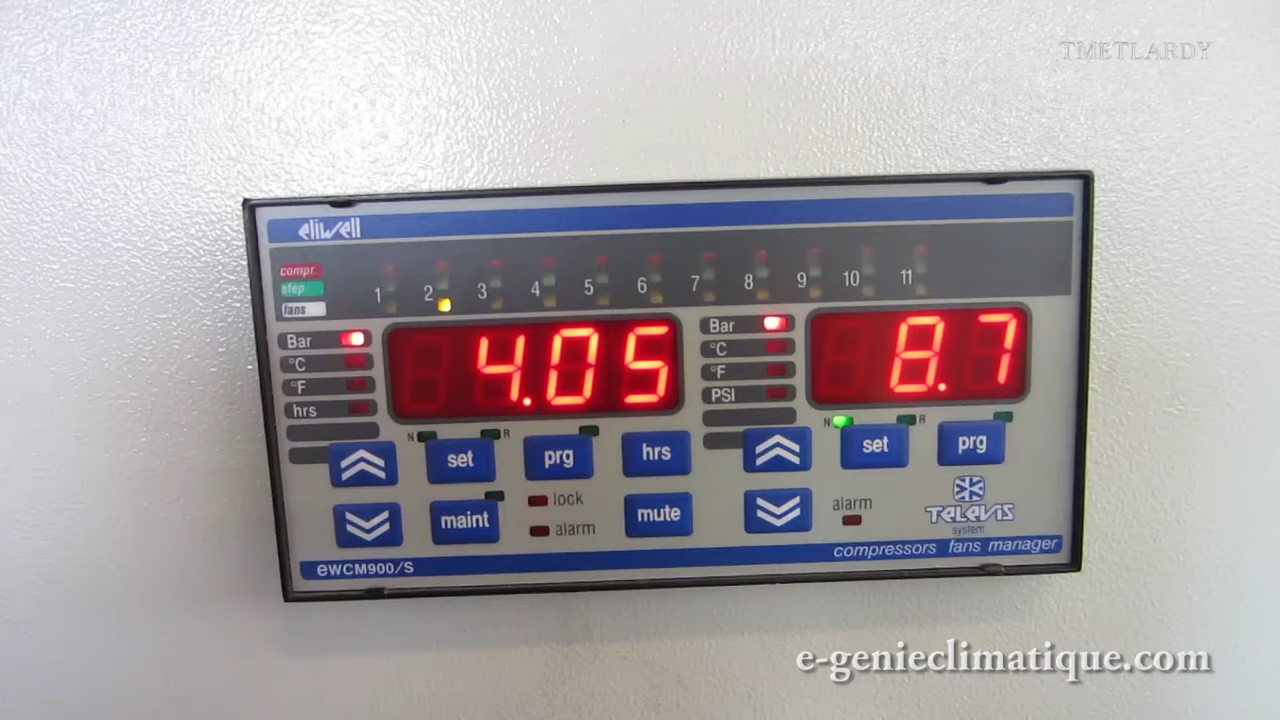 TMETLARDY
eliwell
compr.
step
fans
1 2 3 4 5 6 7 8 9 10 11
Bar
°C
°F
hrs
4.05
Bar
°C
°F
PSI
8.7
N R
set
prg
hrs
N R
set
prg
maint
lock
alarm
mute
alarm
TELEVIS
system
compressors fans manager
eWCM900/S
e-genieclimatique.com